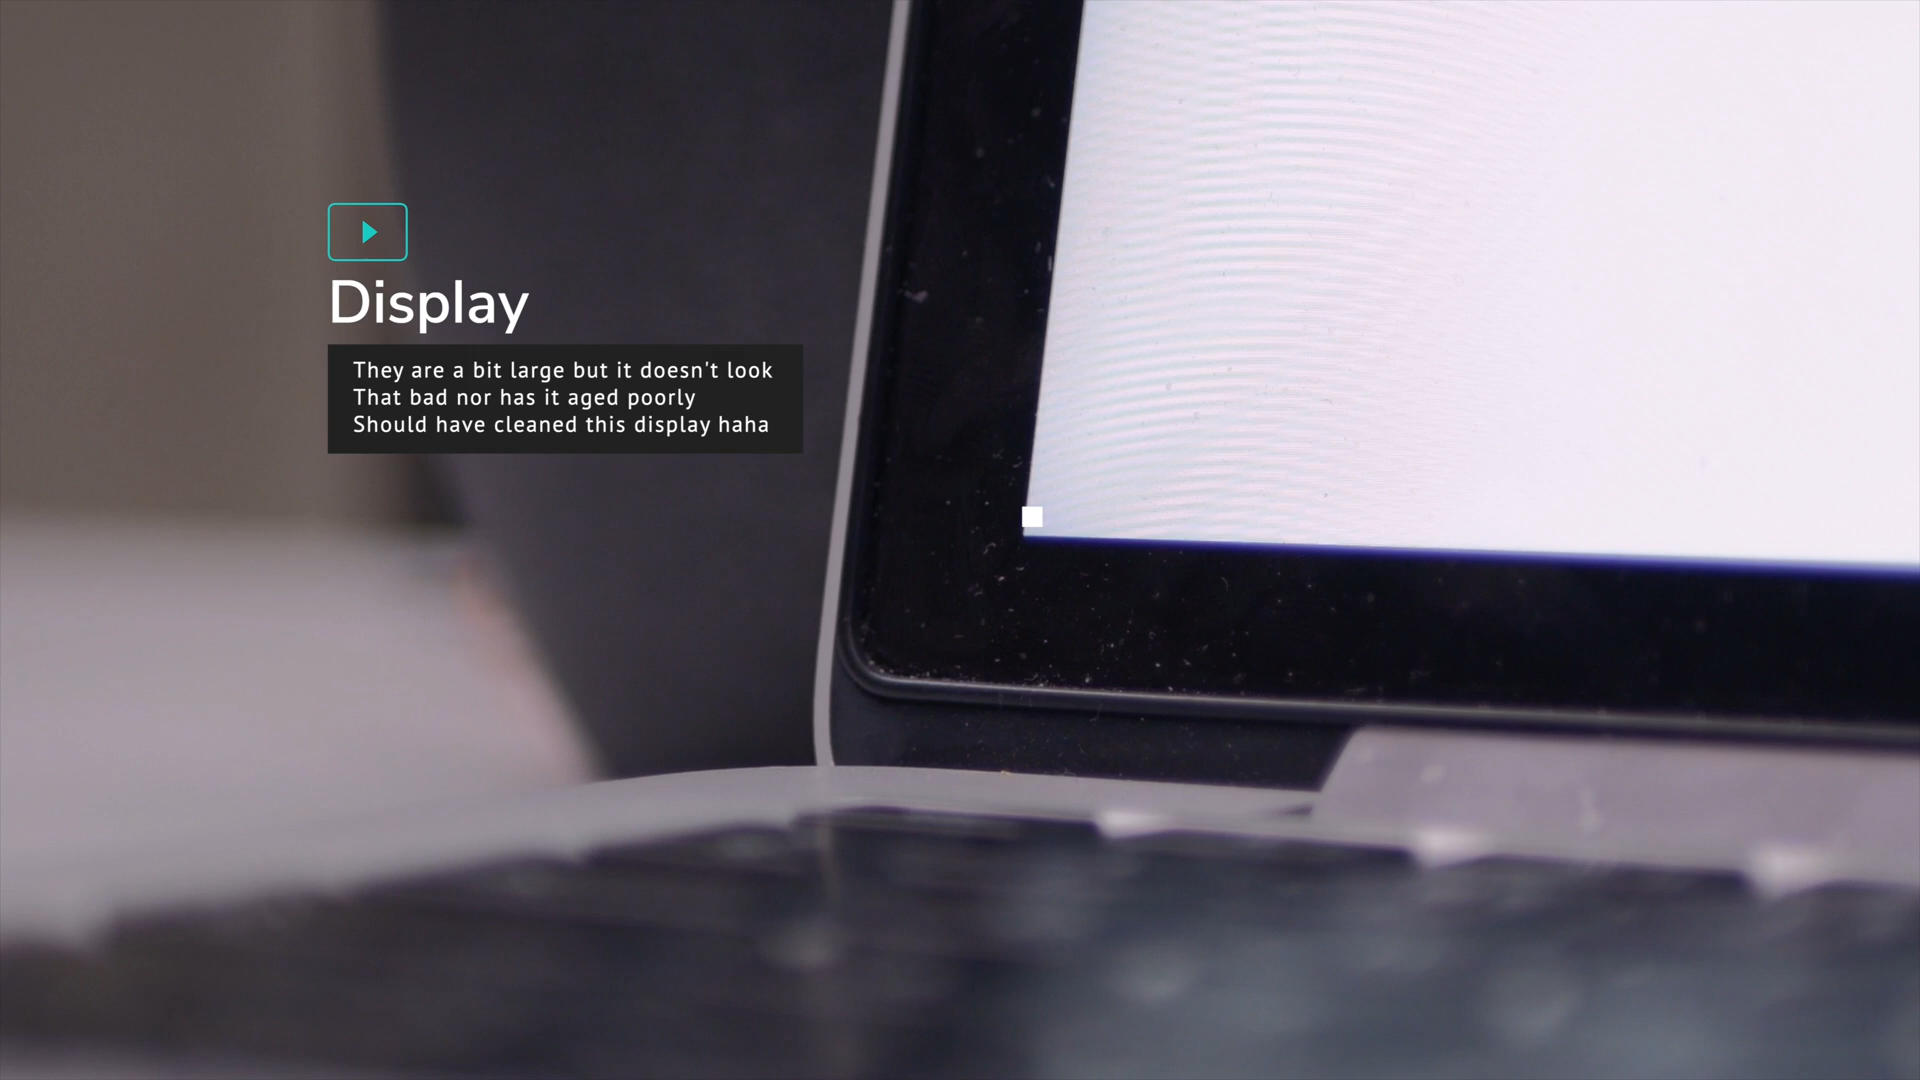 Display
They are a bit large but it doesn't look
That bad nor has it aged poorly
Should have cleaned this display haha